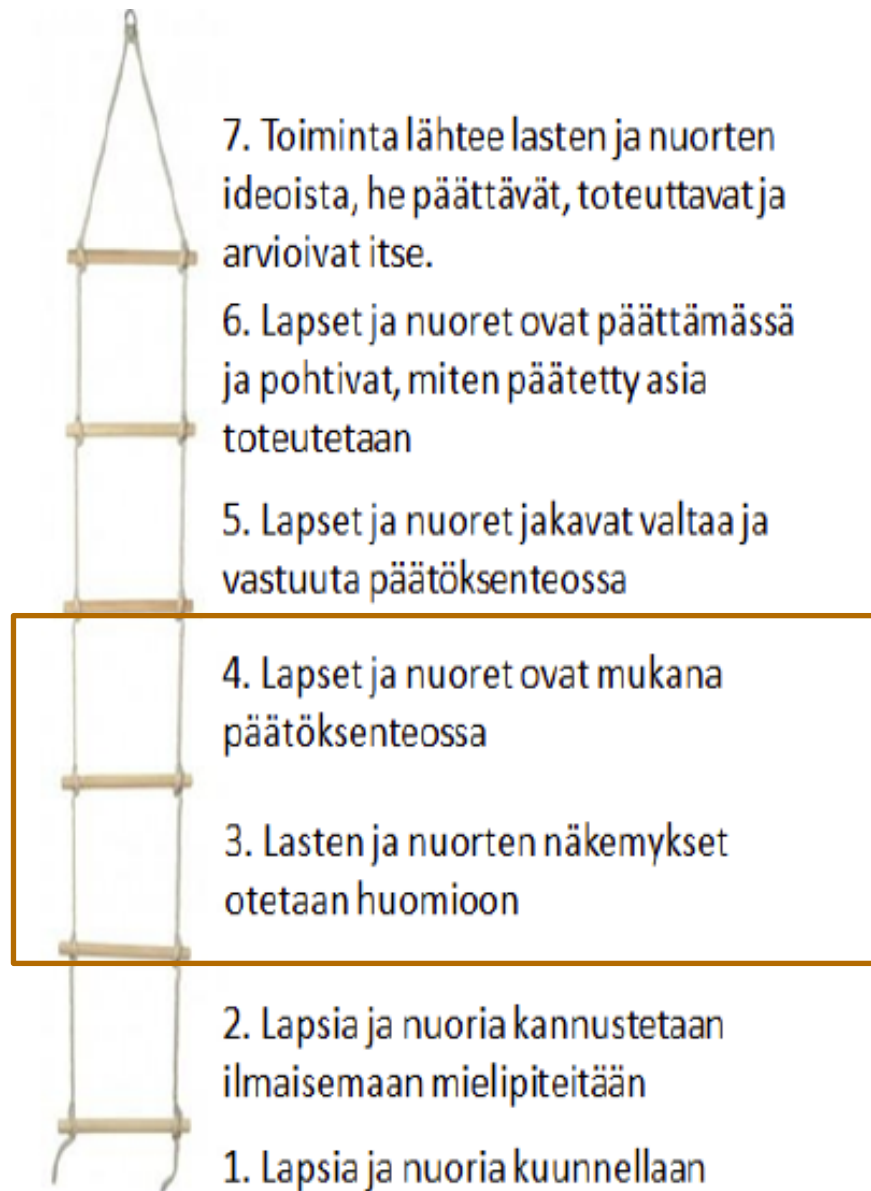 7. Toiminta lähtee lasten ja nuorten
ideoista, he päättävät, toteuttavat ja
arvioivat itse.
6. Lapset ja nuoret ovat päättämässä
ja pohtivat, miten päätetty asia
toteutetaan
5. Lapset ja nuoret jakavat valtaa ja
vastuuta päätöksenteossa
4. Lapset ja nuoret ovat mukana
päätöksenteossa
3. Lasten ja nuorten näkemykset
otetaan huomioon
2. Lapsia ja nuoria kannustetaan
ilmaisemaan mielipiteitään
1. Lapsia ja nuoria kuunnellaan